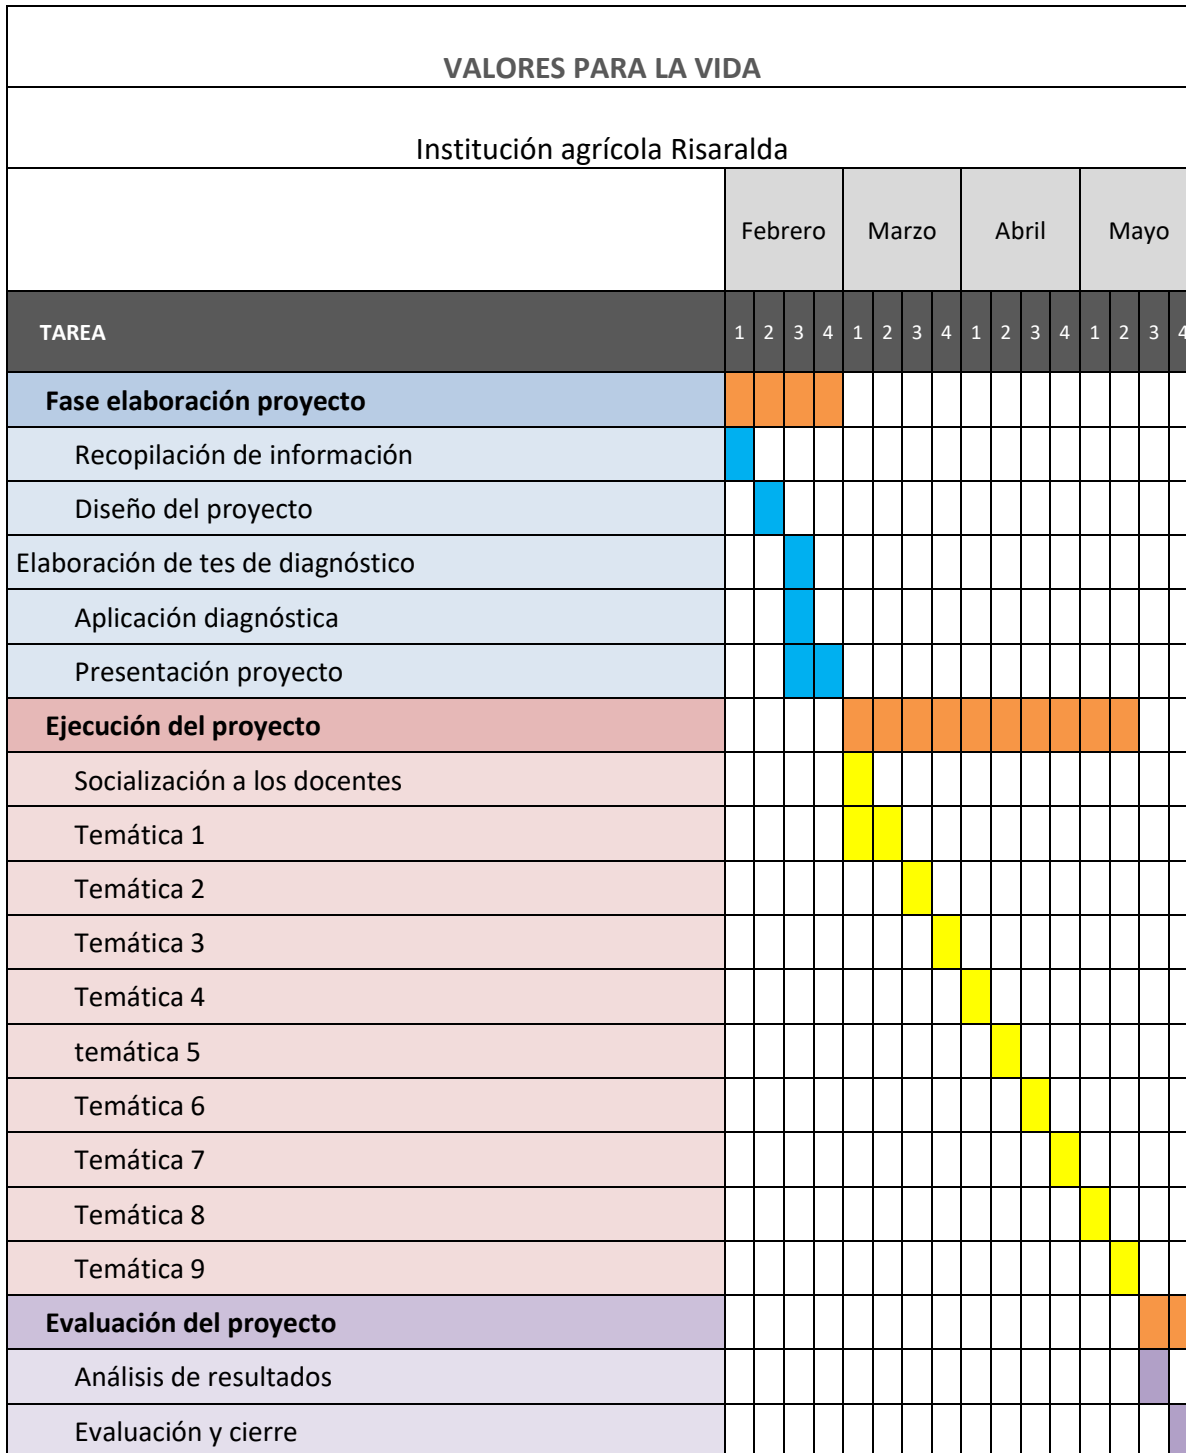 VALORES PARA LA VIDA
Institución agrícola Risaralda
Febrero Marzo Abril Mayo
TAREA 1 2 3 4 1 2 3 4 1 2 3 4 1 2 3 4
Fase elaboración proyecto
Recopilación de información
Diseño del proyecto
Elaboración de tes de diagnóstico
Aplicación diagnóstica
Presentación proyecto
Ejecución del proyecto
Socialización a los docentes
Temática 1
Temática 2
Temática 3
Temática 4
temática 5
Temática 6
Temática 7
Temática 8
Temática 9
Evaluación del proyecto
Análisis de resultados
Evaluación y cierre